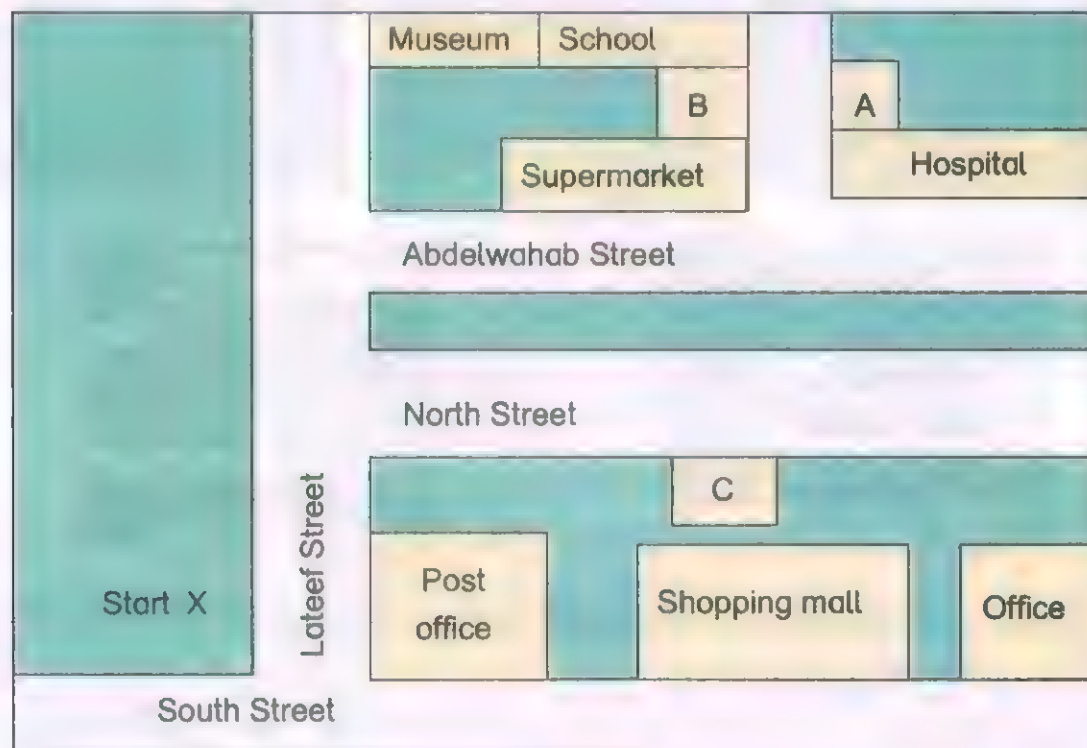 Museum
School
B
A
Supermarket
Hospital
Abdelwahab Street
North Street
C
Lateef Street
Post
office
Shopping mall
Office
Start X
South Street